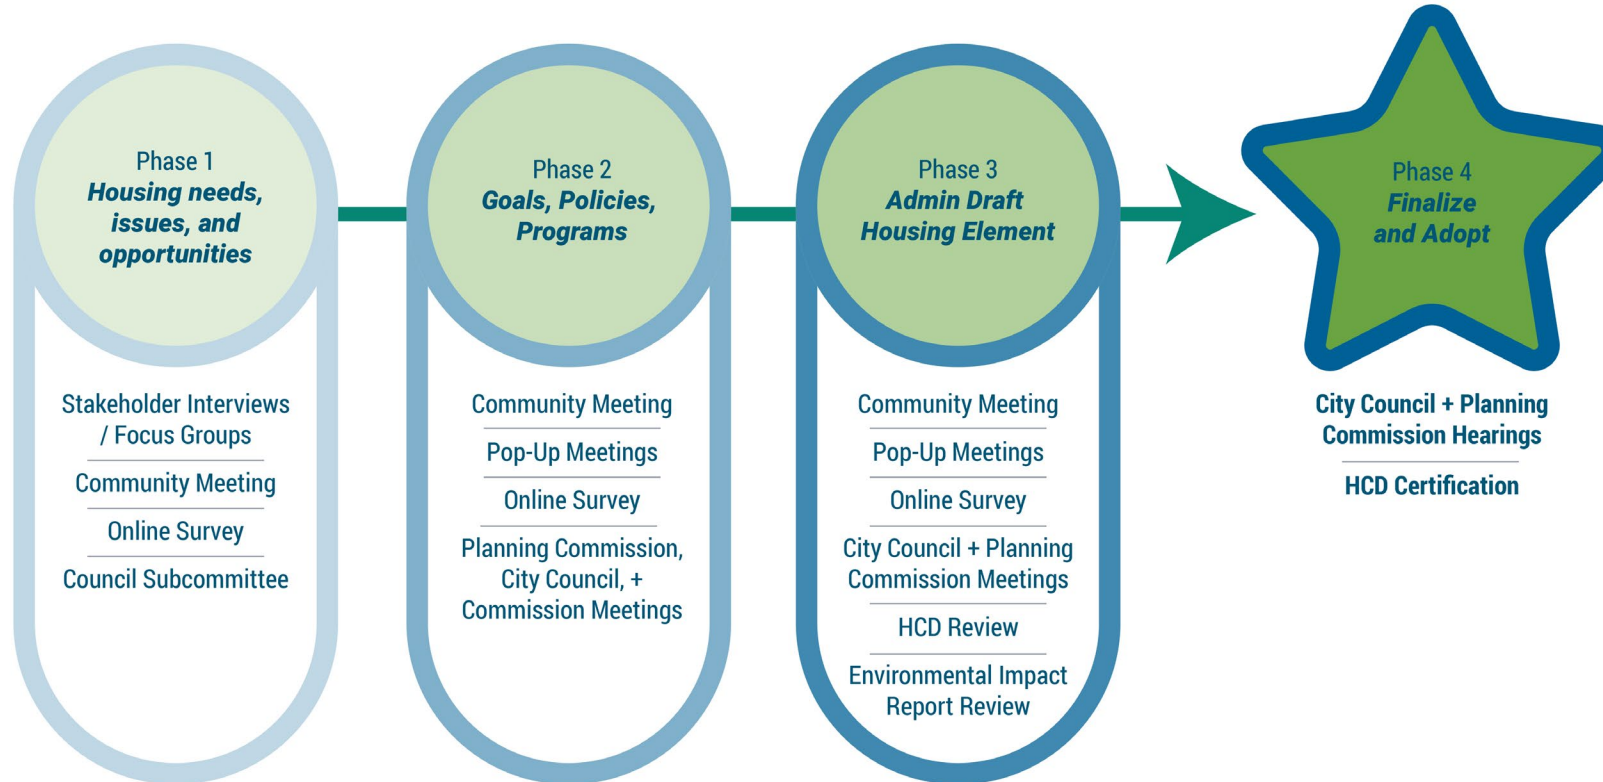 Phase 1
Housing needs,
issues, and
opportunities
Stakeholder Interviews
/ Focus Groups
Community Meeting
Online Survey
Council Subcommittee
Phase 2
Goals, Policies,
Programs
Community Meeting
Pop-Up Meetings
Online Survey
Planning Commission,
City Council, +
Commission Meetings
Phase 3
Admin Draft
Housing Element
Community Meeting
Pop-Up Meetings
Online Survey
City Council + Planning
Commission Meetings
HCD Review
Environmental Impact
Report Review
Phase 4
Finalize
and Adopt
City Council + Planning
Commission Hearings
HCD Certification